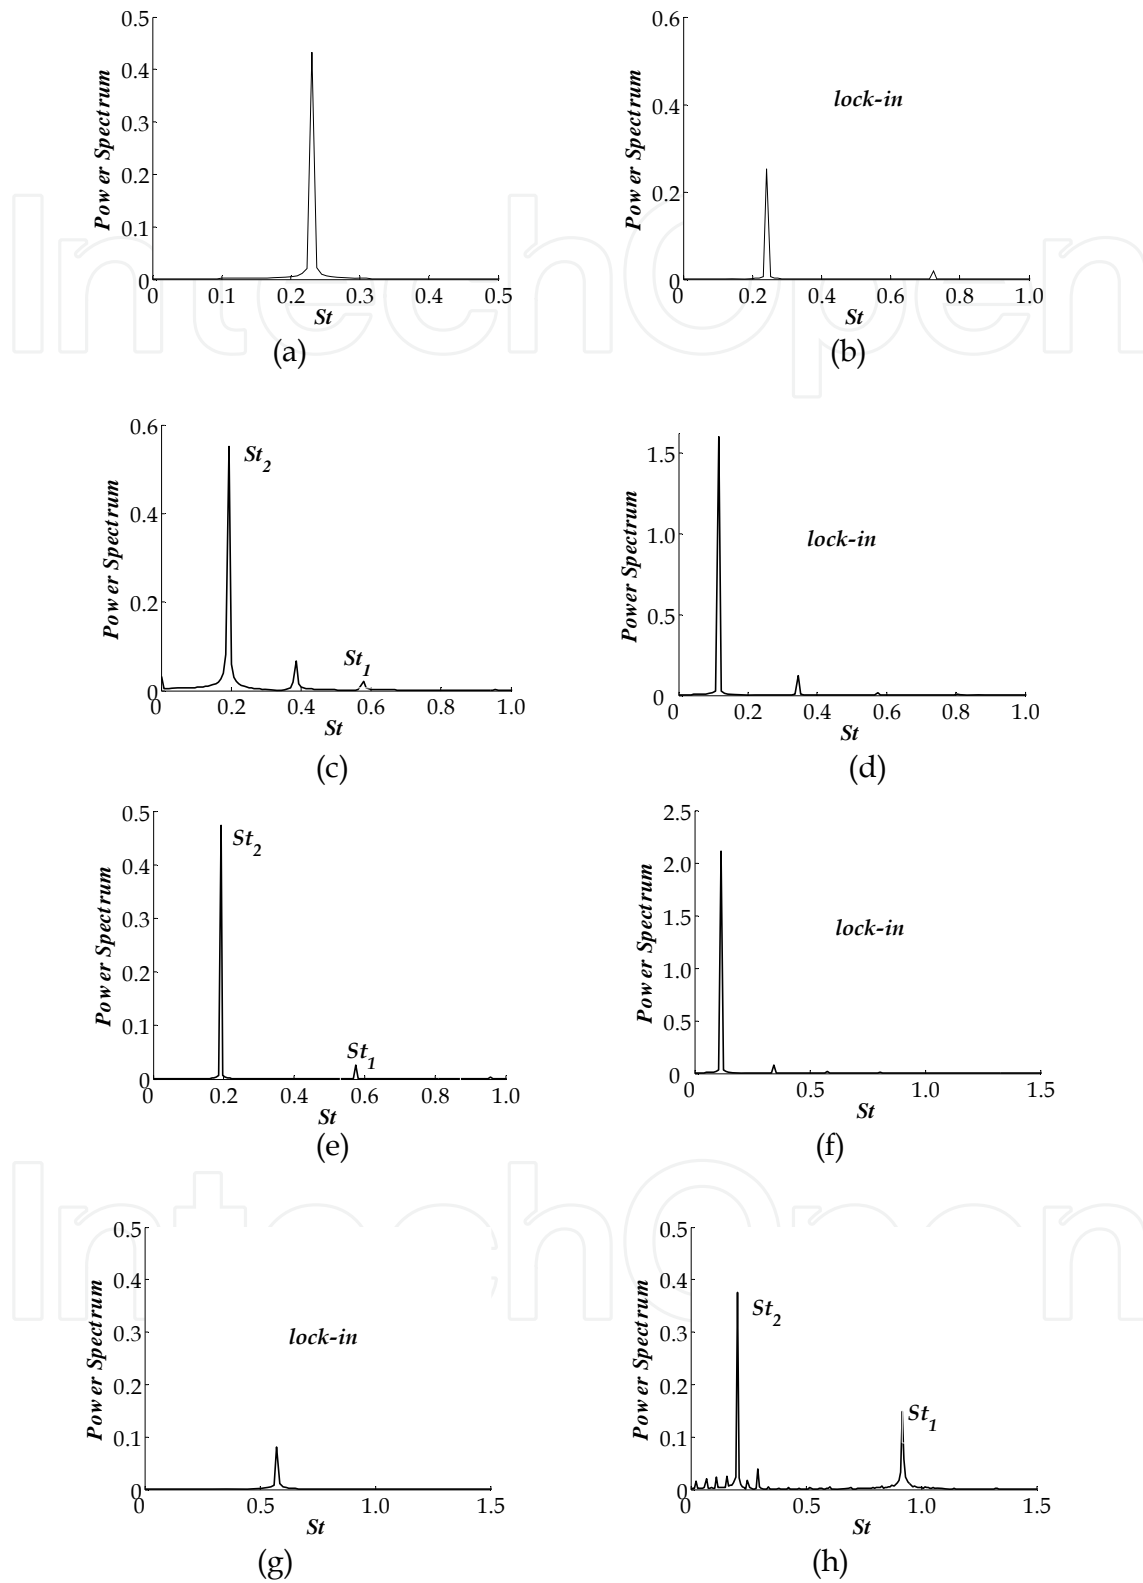 0.5
0.4
0.3
0.2
0.1
0
Power Spectrum
0 0.1 0.2 0.3 0.4 0.5
St
(a)
0.6
0.4
0.2
0
Power Spectrum
lock-in
0 0.2 0.4 0.6 0.8 1.0
St
(b)
0.6
0.4
0.2
0
Power Spectrum
St2
St1
0.2 0.4 0.6 0.8 1.0
St
(c)
1.5
1.0
0.5
0
Power Spectrum
lock-in
0 0.2 0.4 0.6 0.8 1.0
St
(d)
0.5
0.4
0.3
0.2
0.1
0
Power Spectrum
St2
St1
0 0.2 0.4 0.6 0.8 1.0
St
(e)
2.5
2.0
1.5
1.0
0.5
0
Power Spectrum
lock-in
0 0.5 1.0 1.5
St
(f)
0.5
0.4
0.3
0.2
0.1
0
Power Spectrum
lock-in
0 0.5 1.0 1.5
St
(g)
0.5
0.4
0.3
0.2
0.1
0
Power Spectrum
St2
St1
0 0.5 1.0 1.5
St
(h)
IntechOpen
IntechOpen